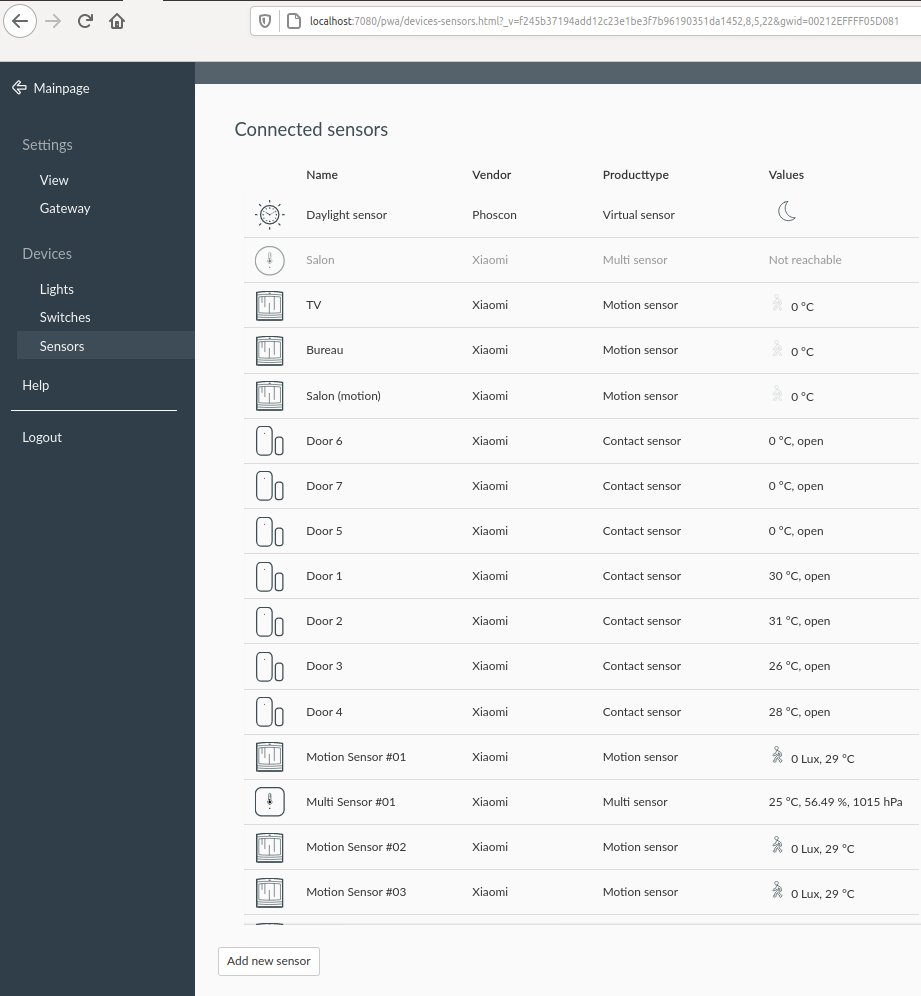 localhost:7080/pwa/devices-sensors.html?_v=f245b37194add12c23e1be3f7b96190351da1452,8,5,22&gwid=00212EFFFF05D081
Mainpage
Settings
View
Gateway
Devices
Lights
Switches
Sensors
Help
Logout
Connected sensors
Name Vendor Producttype Values
Daylight sensor Phoscon Virtual sensor
Salon Xiaomi Multi sensor Not reachable
TV Xiaomi Motion sensor 0 °C
Bureau Xiaomi Motion sensor 0 °C
Salon (motion) Xiaomi Motion sensor 0 °C
Door 6 Xiaomi Contact sensor 0 °C, open
Door 7 Xiaomi Contact sensor 0 °C, open
Door 5 Xiaomi Contact sensor 0 °C, open
Door 1 Xiaomi Contact sensor 30 °C, open
Door 2 Xiaomi Contact sensor 31 °C, open
Door 3 Xiaomi Contact sensor 26 °C, open
Door 4 Xiaomi Contact sensor 28 °C, open
Motion Sensor #01 Xiaomi Motion sensor 0 Lux, 29 °C
Multi Sensor #01 Xiaomi Multi sensor 25 °C, 56.49 %, 1015 hPa
Motion Sensor #02 Xiaomi Motion sensor 0 Lux, 29 °C
Motion Sensor #03 Xiaomi Motion sensor 0 Lux, 29 °C
Add new sensor